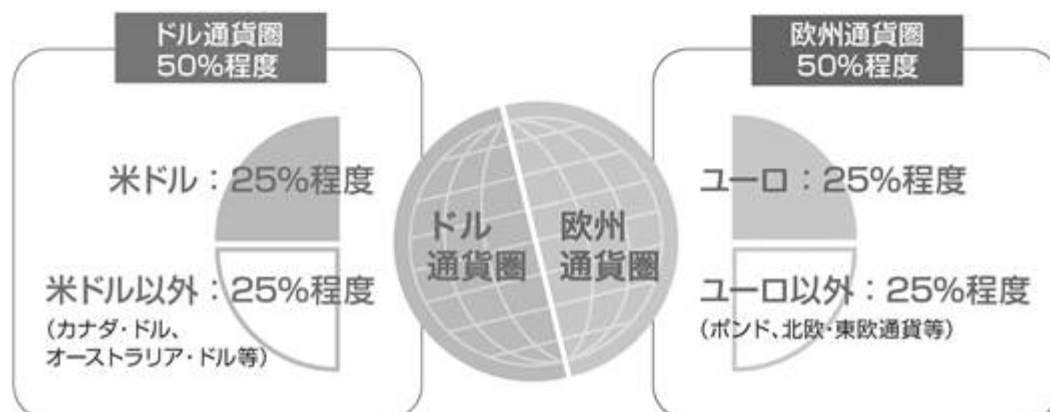 ドル通貨圏
50%程度
米ドル：25%程度
米ドル以外：25%程度
(カナダ・ドル、
オーストラリア・ドル等)
ドル
通貨圏
欧州
通貨圏
欧州通貨圏
50%程度
ユーロ：25%程度
ユーロ以外：25%程度
(ポンド、北欧・東欧通貨等)